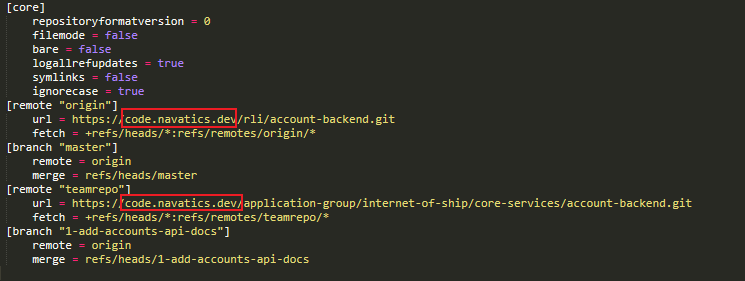 [core]
repositoryformatversion = 0
filemode = false
bare = false
logallrefupdates = true
symlinks = false
ignorecase = true
[remote "origin"]
url = https://code.navatics.dev/rli/account-backend.git
fetch = +refs/heads/*:refs/remotes/origin/*
[branch "master"]
remote = origin
merge = refs/heads/master
[remote "teamrepo"]
url = https://code.navatics.dev/application-group/internet-of-ship/core-services/account-backend.git
fetch = +refs/heads/*:refs/remotes/teamrepo/*
[branch "1-add-accounts-api-docs"]
remote = origin
merge = refs/heads/1-add-accounts-api-docs